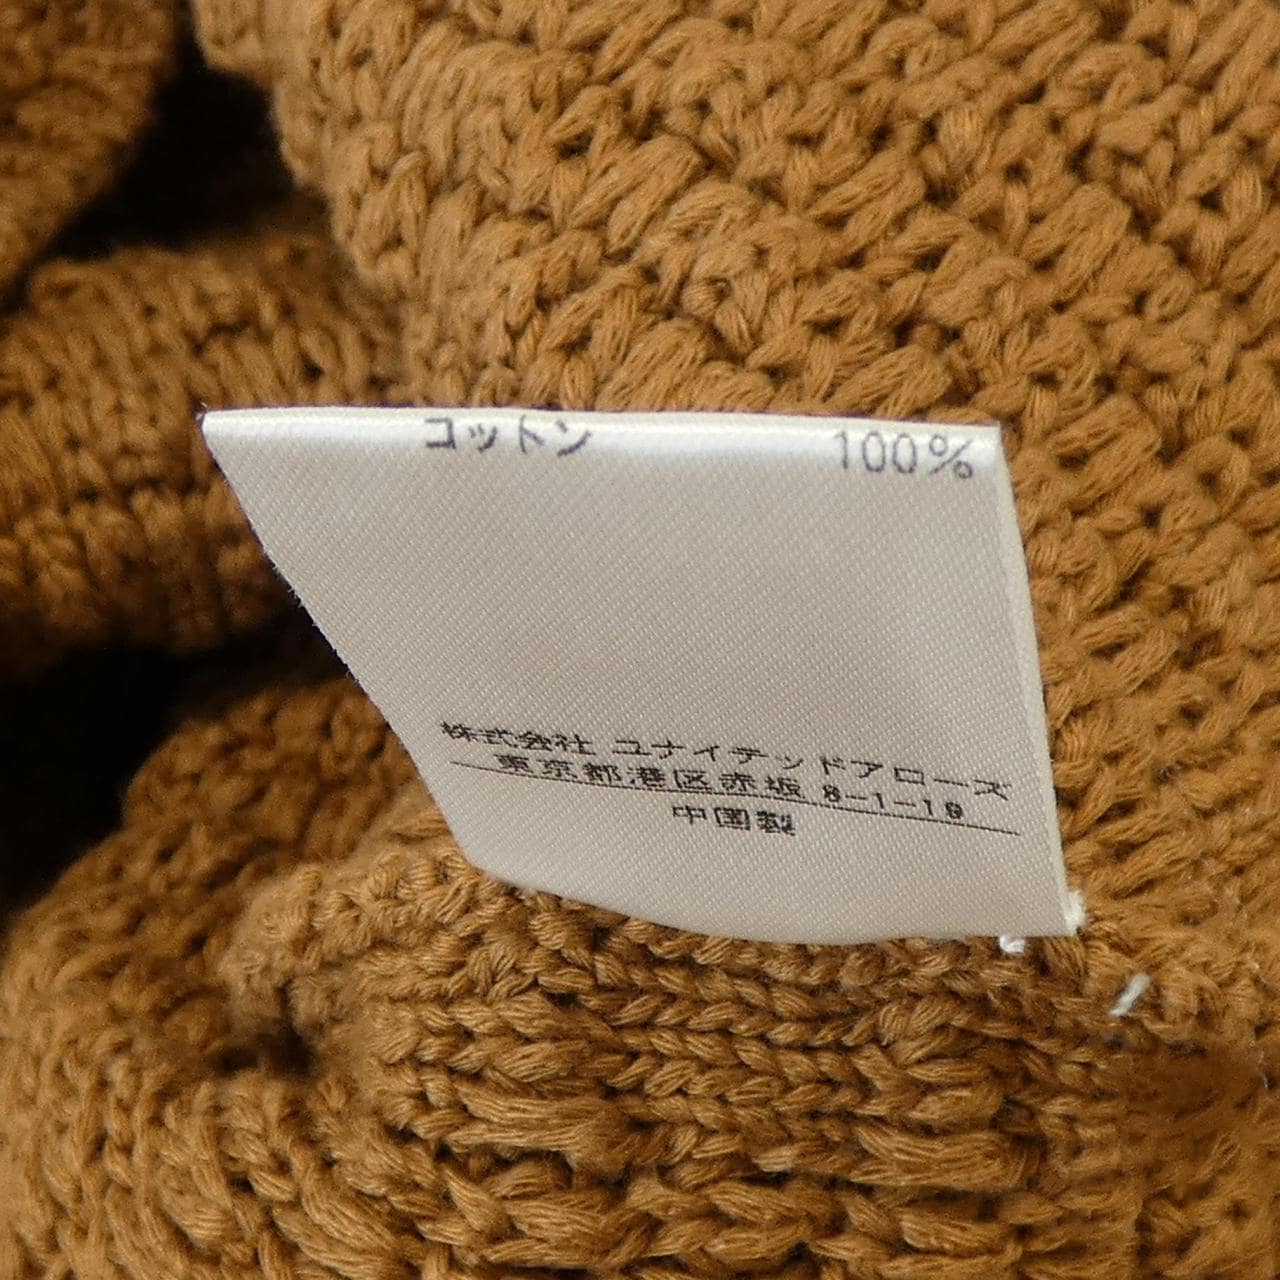 コットン 100%
株式会社 ユナイテッドアローズ
東京都港区赤坂 8-1-19
中国製